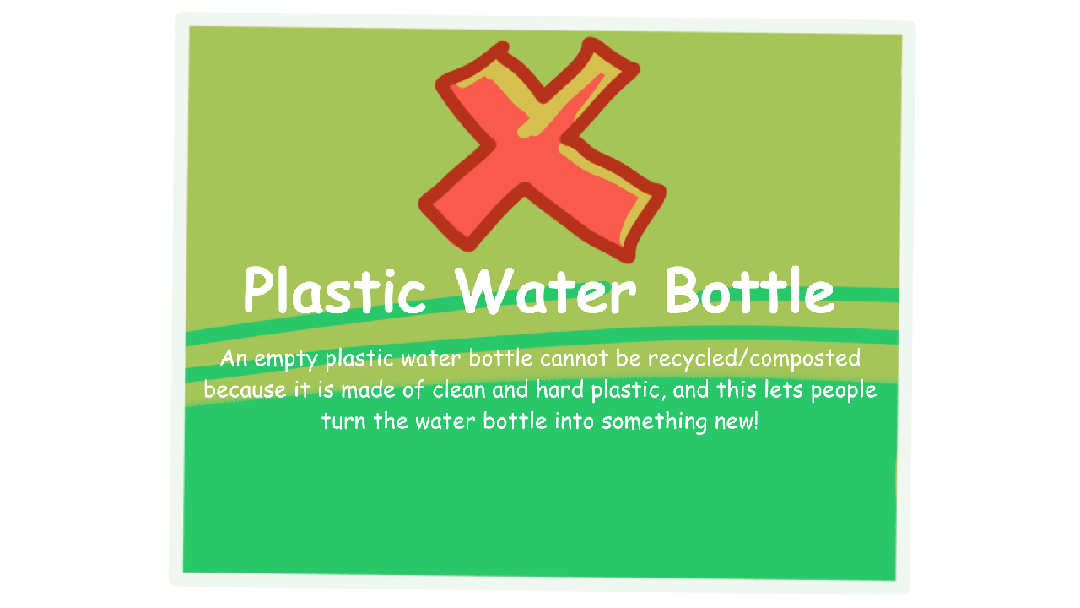 Plastic Water Bottle
An empty plastic water bottle cannot be recycled/composted
because it is made of clean and hard plastic, and this lets people
turn the water bottle into something new!